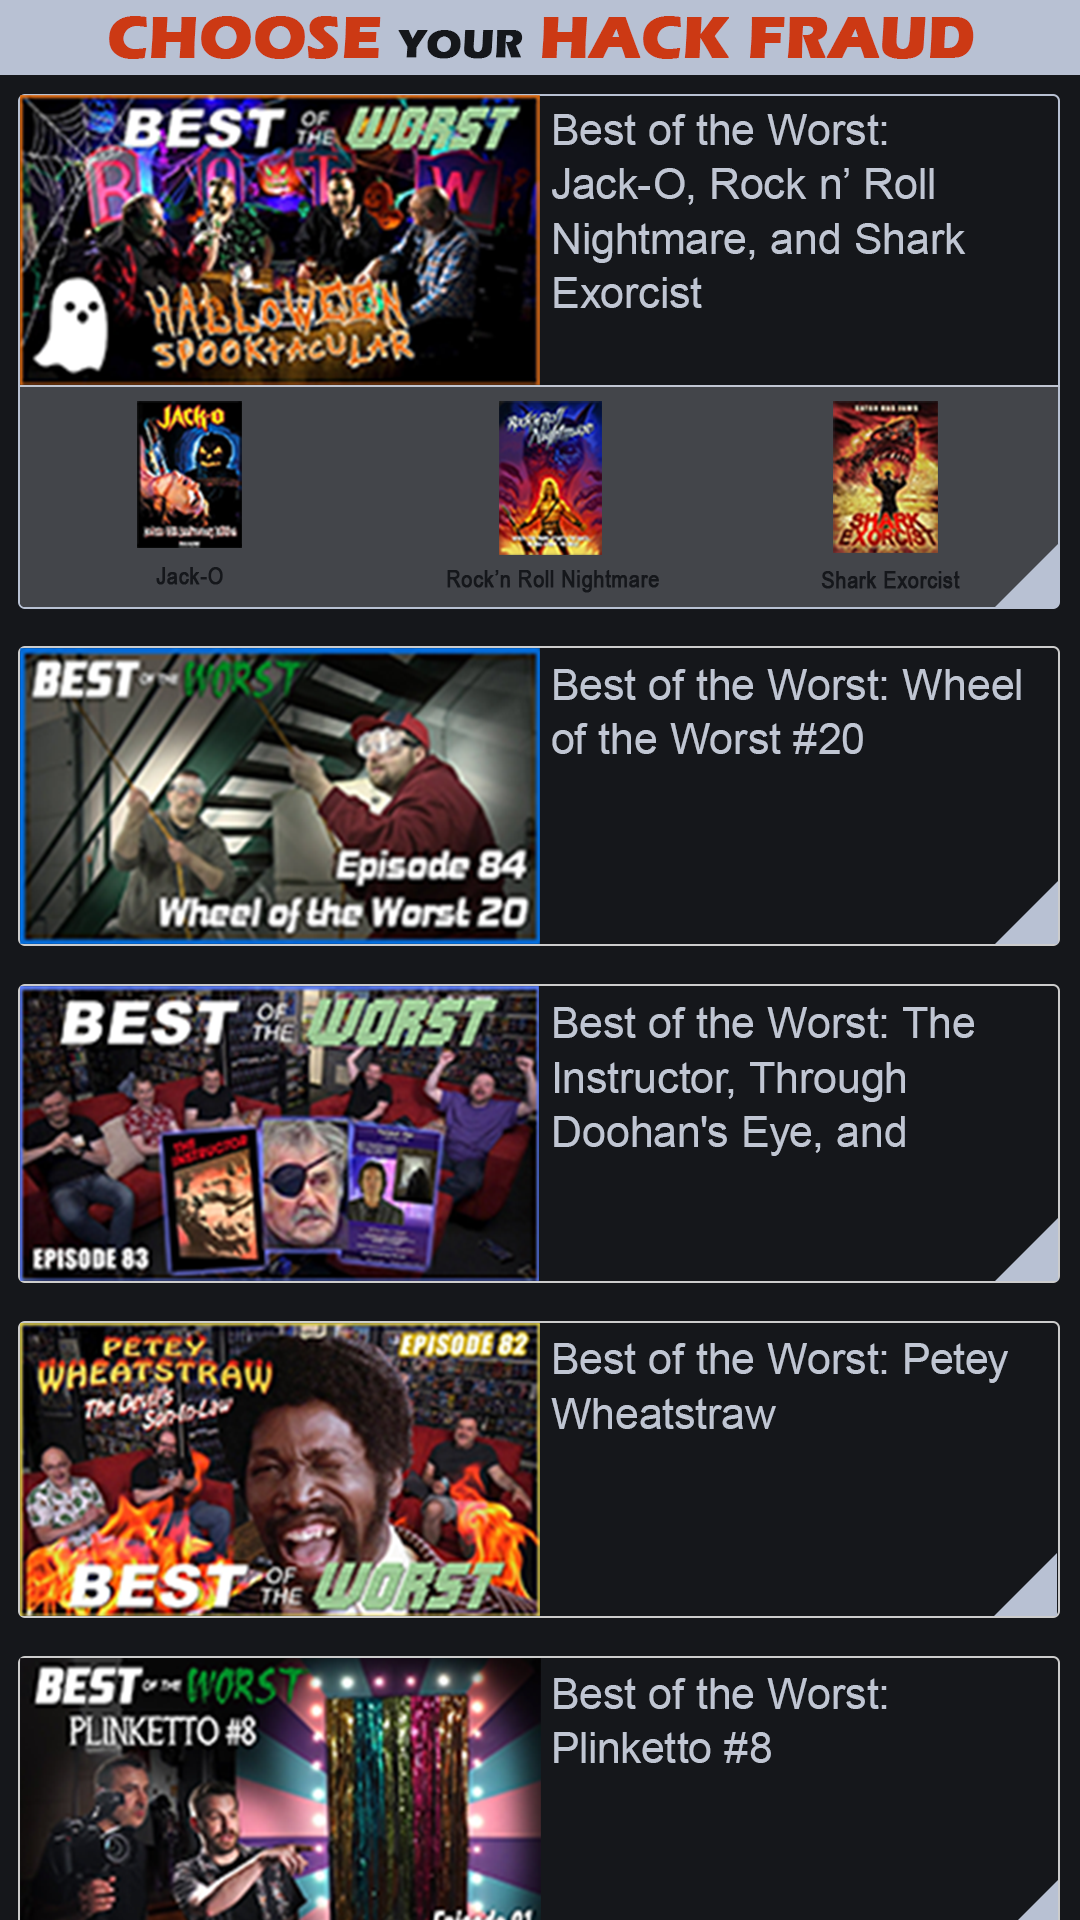 CHOOSE YOUR HACK FRAUD
BEST OF THE WORST
BOTW
HALLOWEEN
SPOOKTACULAR
Best of the Worst:
Jack-O, Rock n’ Roll
Nightmare, and Shark
Exorcist
JACK-O
Rock'n Roll
Nightmare
SHARK
EXORCIST
Jack-O
Rock’n Roll Nightmare
Shark Exorcist
BEST OF THE WORST
Episode 84
Wheel of the Worst 20
Best of the Worst: Wheel
of the Worst #20
BEST OF THE WORST
THE
INSTRUCTOR
EPISODE 83
Best of the Worst: The
Instructor, Through
Doohan's Eye, and
PETEY
WHEATSTRAW
The Devil's
Son-in-Law
EPISODE 82
BEST OF THE WORST
Best of the Worst: Petey
Wheatstraw
BEST OF THE WORST
PLINKETTO #8
Best of the Worst:
Plinketto #8